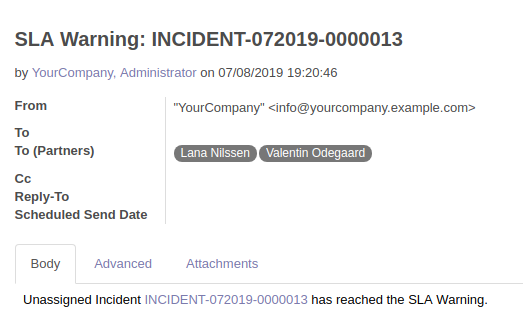 SLA Warning: INCIDENT-072019-0000013
by YourCompany, Administrator on 07/08/2019 19:20:46
From "YourCompany" <info@yourcompany.example.com>
To
To (Partners) Lana Nilssen Valentin Odegaard
Cc
Reply-To
Scheduled Send Date
Body Advanced Attachments
Unassigned Incident INCIDENT-072019-0000013 has reached the SLA Warning.